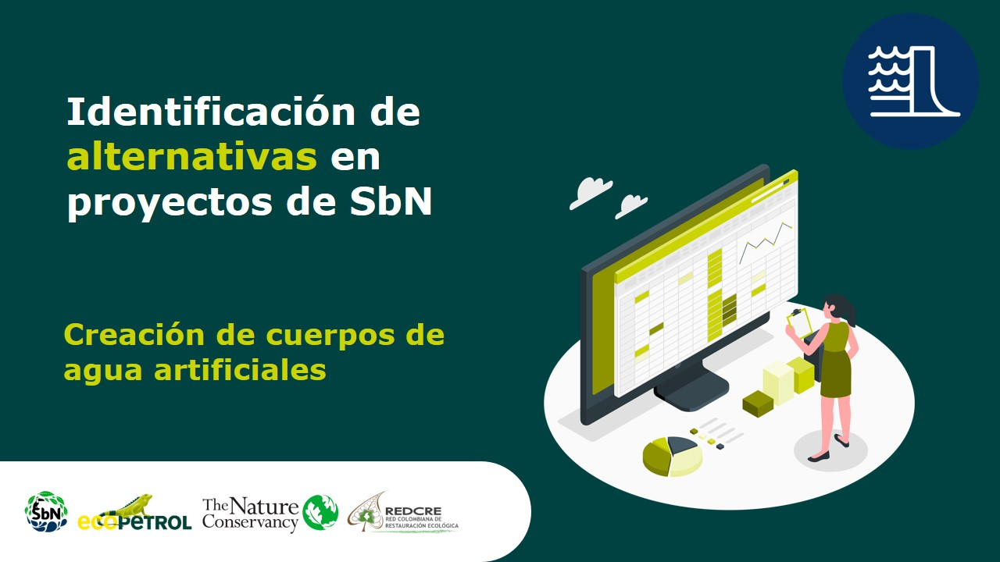 Identificación de
alternativas en
proyectos de SbN
Creación de cuerpos de
agua artificiales
SbN
ecoPETROL
The Nature
Conservancy
REDCRE
RED COLOMBIANA DE
RESTAURACIÓN ECOLÓGICA